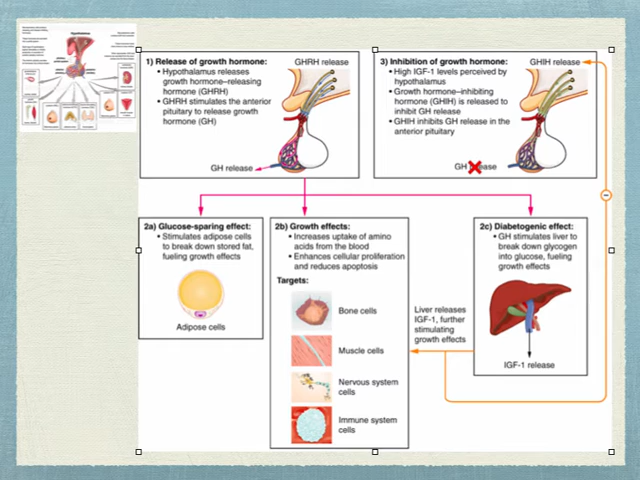 Hypothalamus
1) Release of growth hormone:
• Hypothalamus releases
growth hormone–releasing
hormone (GHRH)
• GHRH stimulates the anterior
pituitary to release growth
hormone (GH)
GHRH release
GH release
3) Inhibition of growth hormone:
• High IGF-1 levels perceived by
hypothalamus
• Growth hormone–inhibiting
hormone (GHIH) is released to
inhibit GH release
• GHIH inhibits GH release in the
anterior pituitary
GHIH release
2a) Glucose-sparing effect:
• Stimulates adipose cells
to break down stored fat,
fueling growth effects
Adipose cells
2b) Growth effects:
• Increases uptake of amino
acids from the blood
• Enhances cellular proliferation
and reduces apoptosis
Targets:
Bone cells
Muscle cells
Nervous system
cells
Immune system
cells
Liver releases
IGF-1, further
stimulating
growth effects
2c) Diabetogenic effect:
• GH stimulates liver to
break down glycogen
into glucose, fueling
growth effects
IGF-1 release